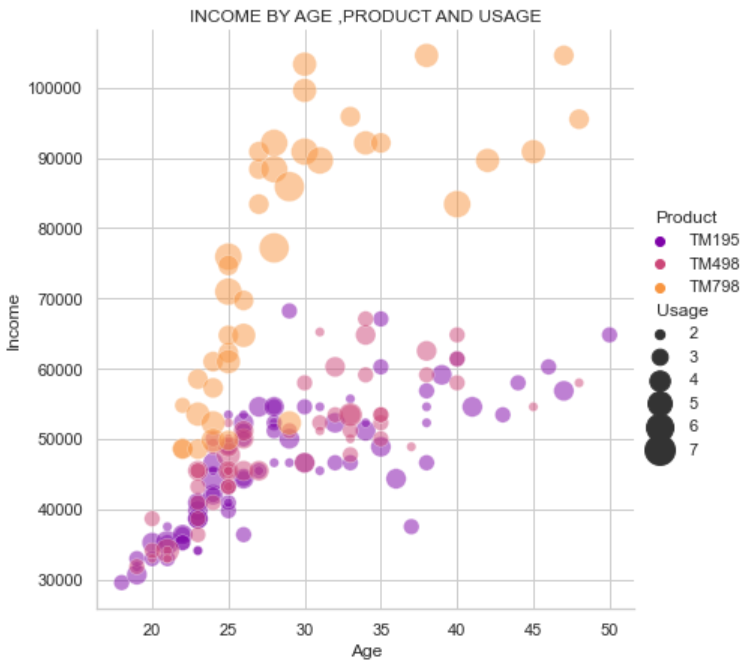 INCOME BY AGE ,PRODUCT AND USAGE
100000
90000
80000
70000
60000
50000
40000
30000
Income
20 25 30 35 40 45 50
Age
Product
TM195
TM498
TM798
Usage
2
3
4
5
6
7